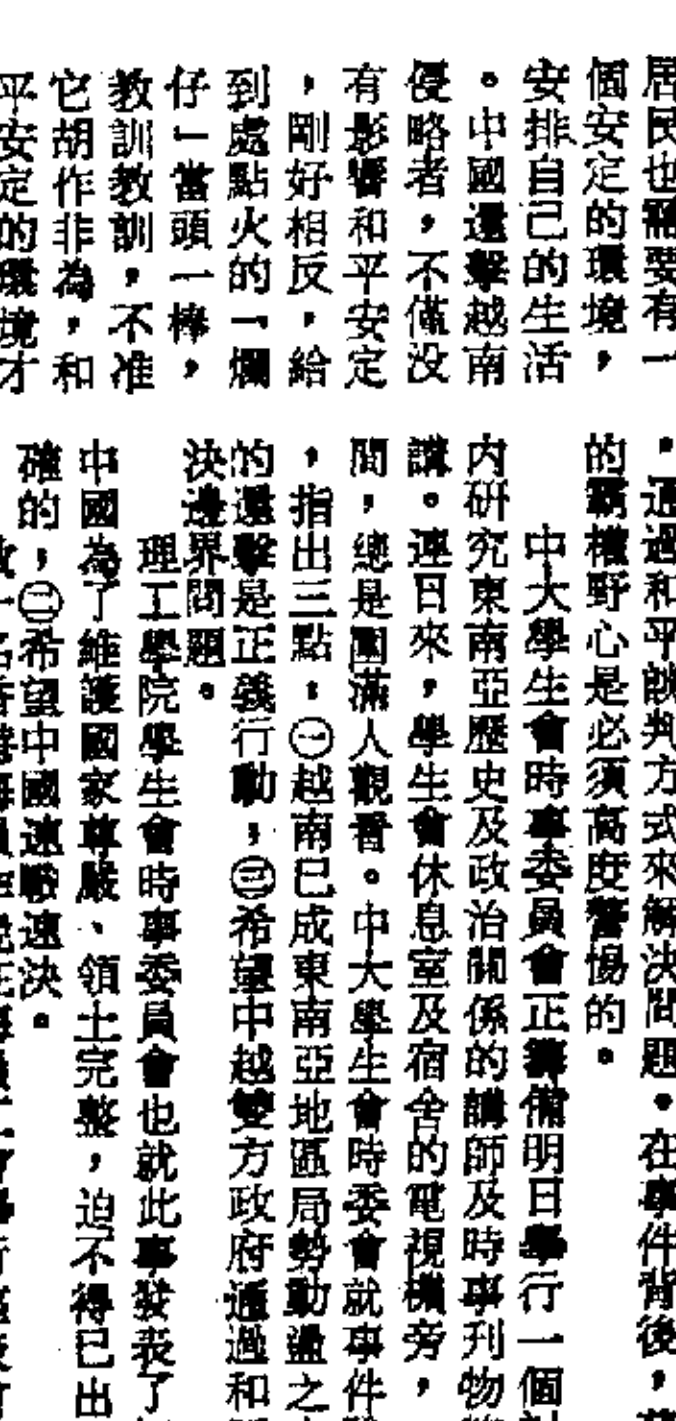 居民也需要有一
個安定的環境，
安排自己的生活
。中國還擊越南
侵略者，不僅没
有影響和平安定
，剛好相反，給
到處點火的「爛
仔」當頭一棒，
教訓教訓，不准
它胡作非為，和
平安定的環境才
，通過和平談判方式來解決問題。在事件背後，
的霸權野心是必須高度警惕的。
中大學生會時事委員會正籌備明日舉行一個
内研究東南亞歷史及政治關係的講師及時事刊物
講。連日來，學生會休息室及宿舍的電視機旁，
間，總是圍滿人觀看。中大學生會時委會就事件
，指出三點：㊀越南已成東南亞地區局勢動盪之
的還擊是正義行動；㊂希望中越雙方政府通過和
決邊界問題。
理工學院學生會時事委員會也就此事發表了
中國為了維護國家尊嚴、領土完整，迫不得已出
確的；㊁希望中國速勝速決。